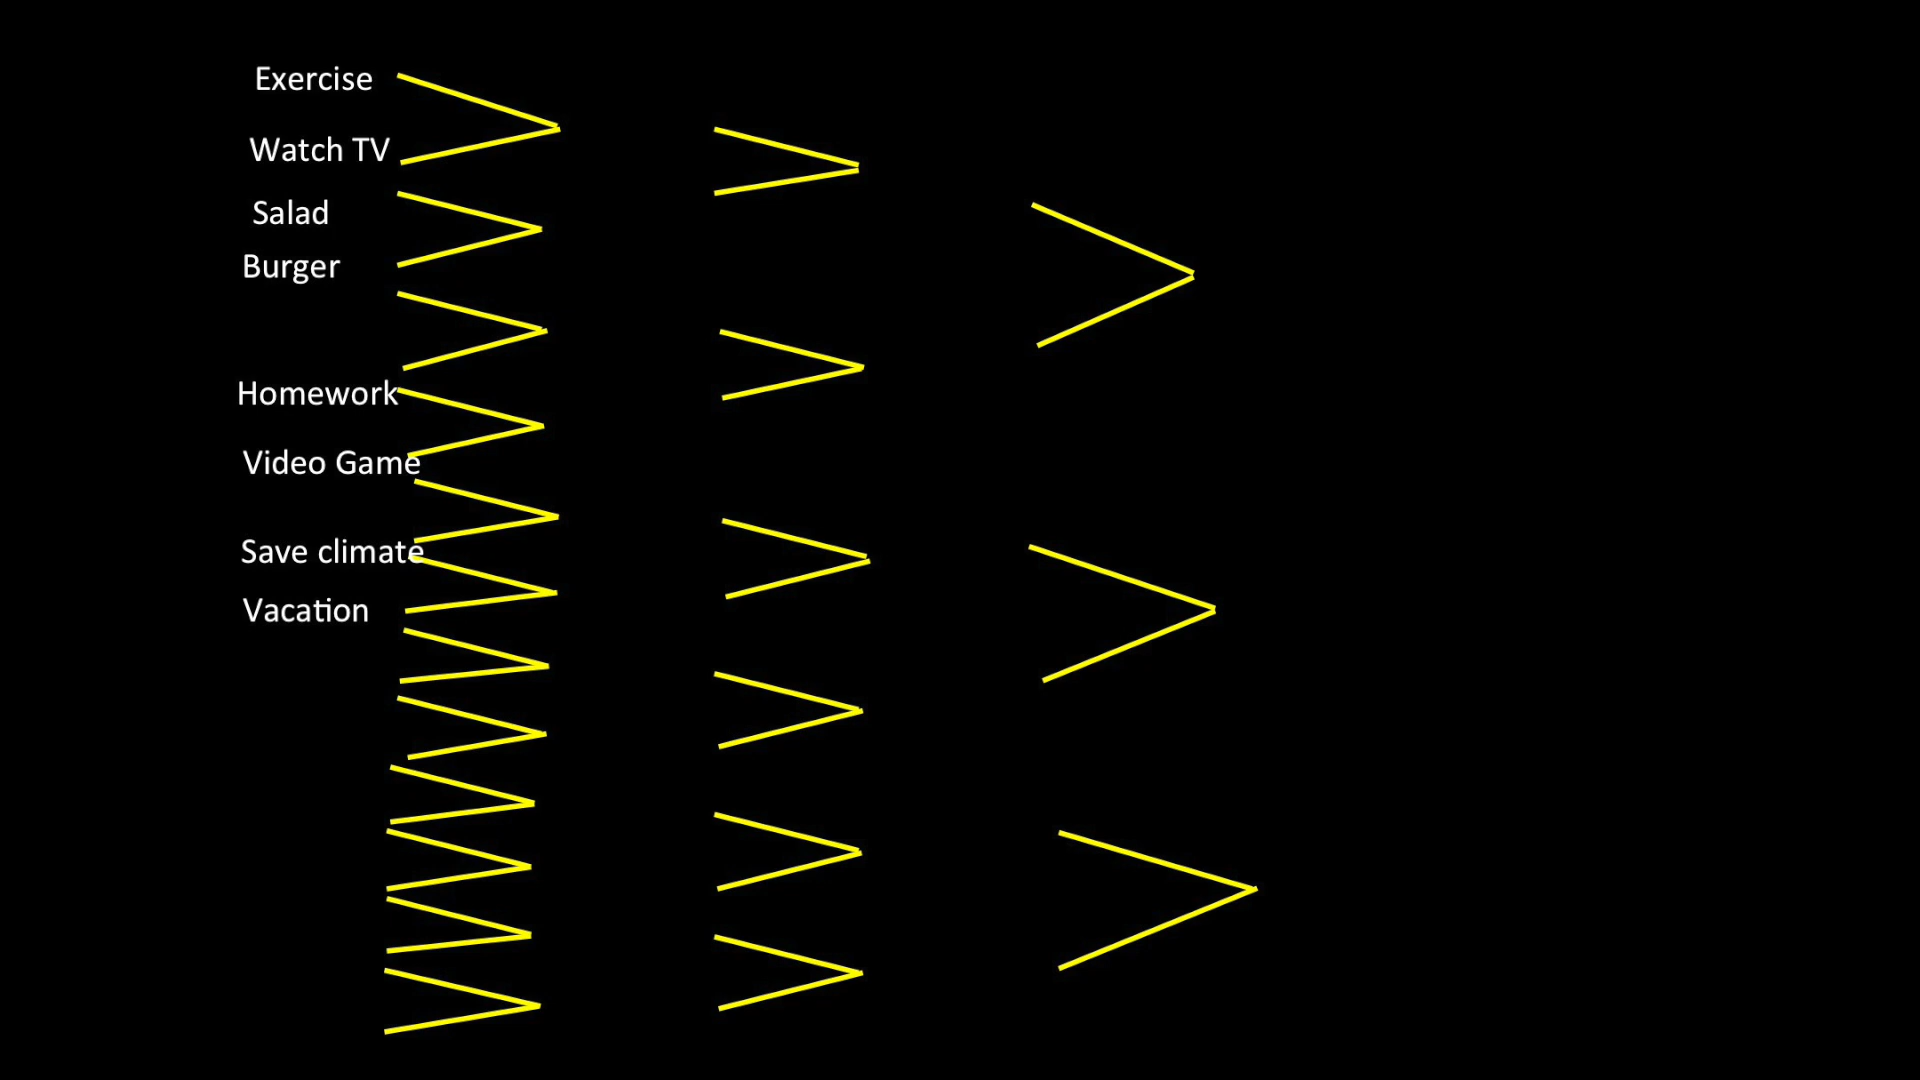 Exercise
Watch TV
Salad
Burger
Homework
Video Game
Save climate
Vacation